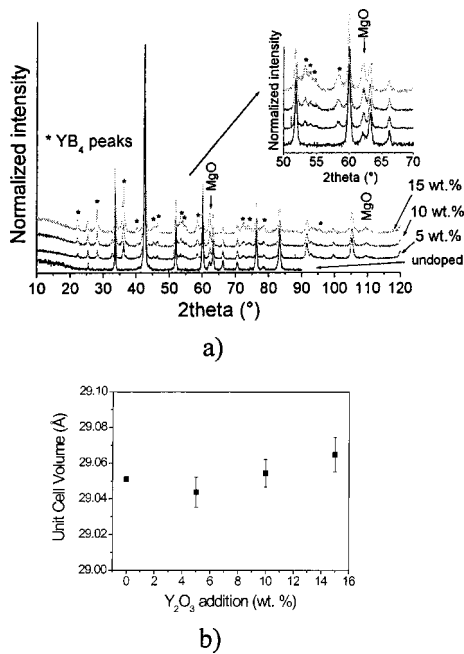 MgO
Normalized intensity
50 55 60 65 70
2theta (°)
Normalized intensity
* YB4 peaks
MgO
MgO
15 wt.%
10 wt.%
5 wt.%
undoped
10 20 30 40 50 60 70 80 90 100 110 120
2theta (°)
a)
Unit Cell Volume (Å)
29.10
29.08
29.06
29.04
29.02
29.00
0 2 4 6 8 10 12 14 16
Y2O3 addition (wt. %)
b)